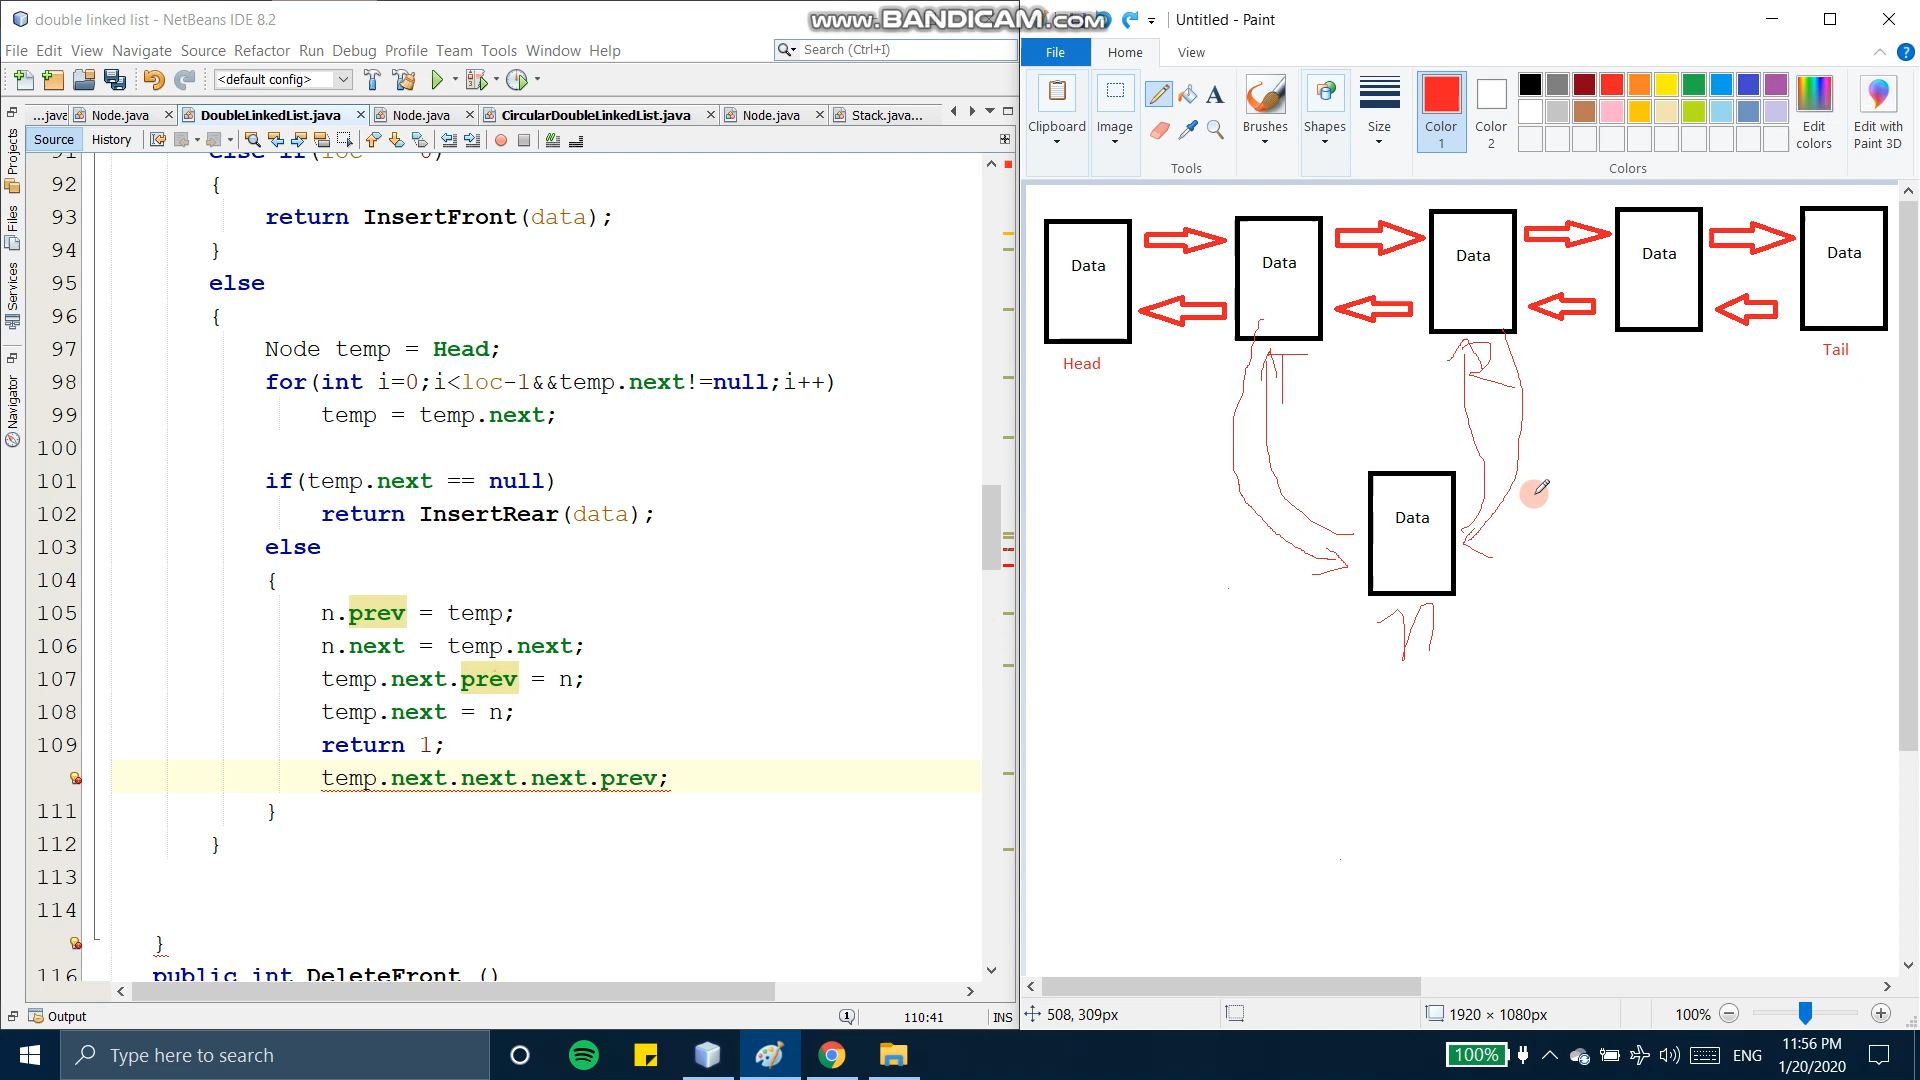 double linked list - NetBeans IDE 8.2
www.BANDICAM.com
Untitled - Paint
File Edit View Navigate Source Refactor Run Debug Profile Team Tools Window Help
Search (Ctrl+I)
File Home View
<default config>
...java Node.java DoubleLinkedList.java Node.java CircularDoubleLinkedList.java Node.java Stack.java...
Source History
Clipboard Image Tools Brushes Shapes Size Color 1 Color 2 Edit colors Edit with Paint 3D
Colors
Projects
Files
Services
Navigator
92 {
93 return InsertFront(data);
94 }
95 else
96 {
97 Node temp = Head;
98 for(int i=0;i<loc-1&&temp.next!=null;i++)
99 temp = temp.next;
100
101 if(temp.next == null)
102 return InsertRear(data);
103 else
104 {
105 n.prev = temp;
106 n.next = temp.next;
107 temp.next.prev = n;
108 temp.next = n;
109 return 1;
temp.next.next.next.prev;
111 }
112 }
113
114
}
116 public int DeleteFront ()
Data Data Data Data Data
Head Tail
Data
n
Output
110:41 INS
508, 309px
1920 × 1080px
100%
Type here to search
100%
ENG
11:56 PM
1/20/2020